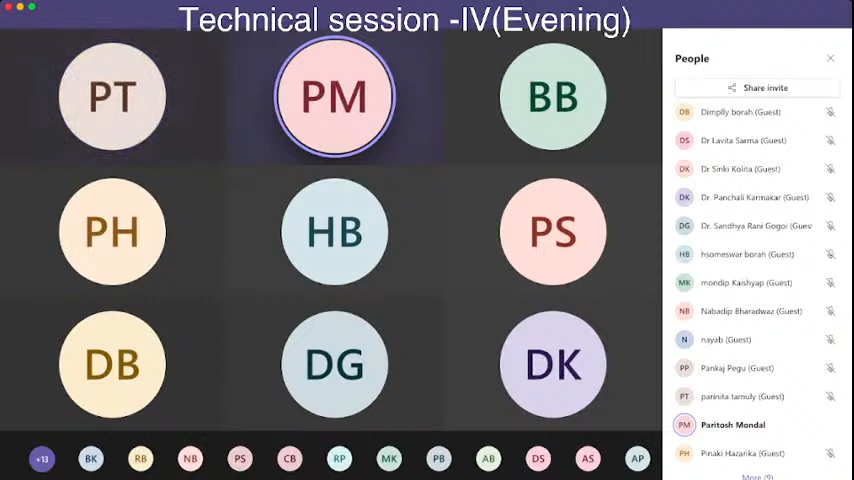 Technical session -IV(Evening)
PT
PM
BB
PH
HB
PS
DB
DG
DK
+13
BK
RB
NB
PS
CB
RP
MK
PB
AB
DS
AS
AP
People
Share invite
DB Dimplly borah (Guest)
DS Dr Lavita Sarma (Guest)
DK Dr Sinki Kolita (Guest)
DK Dr. Panchali Karmakar (Guest)
DG Dr. Sandhya Rani Gogoi (Gues
HB hsomeswar borah (Guest)
MK mondip Kaishyap (Guest)
NB Nabadip Bharadwaz (Guest)
N nayab (Guest)
PP Pankaj Pegu (Guest)
PT parinita tamuly (Guest)
PM Paritosh Mondal
PH Pinaki Hazarika (Guest)
More (9)